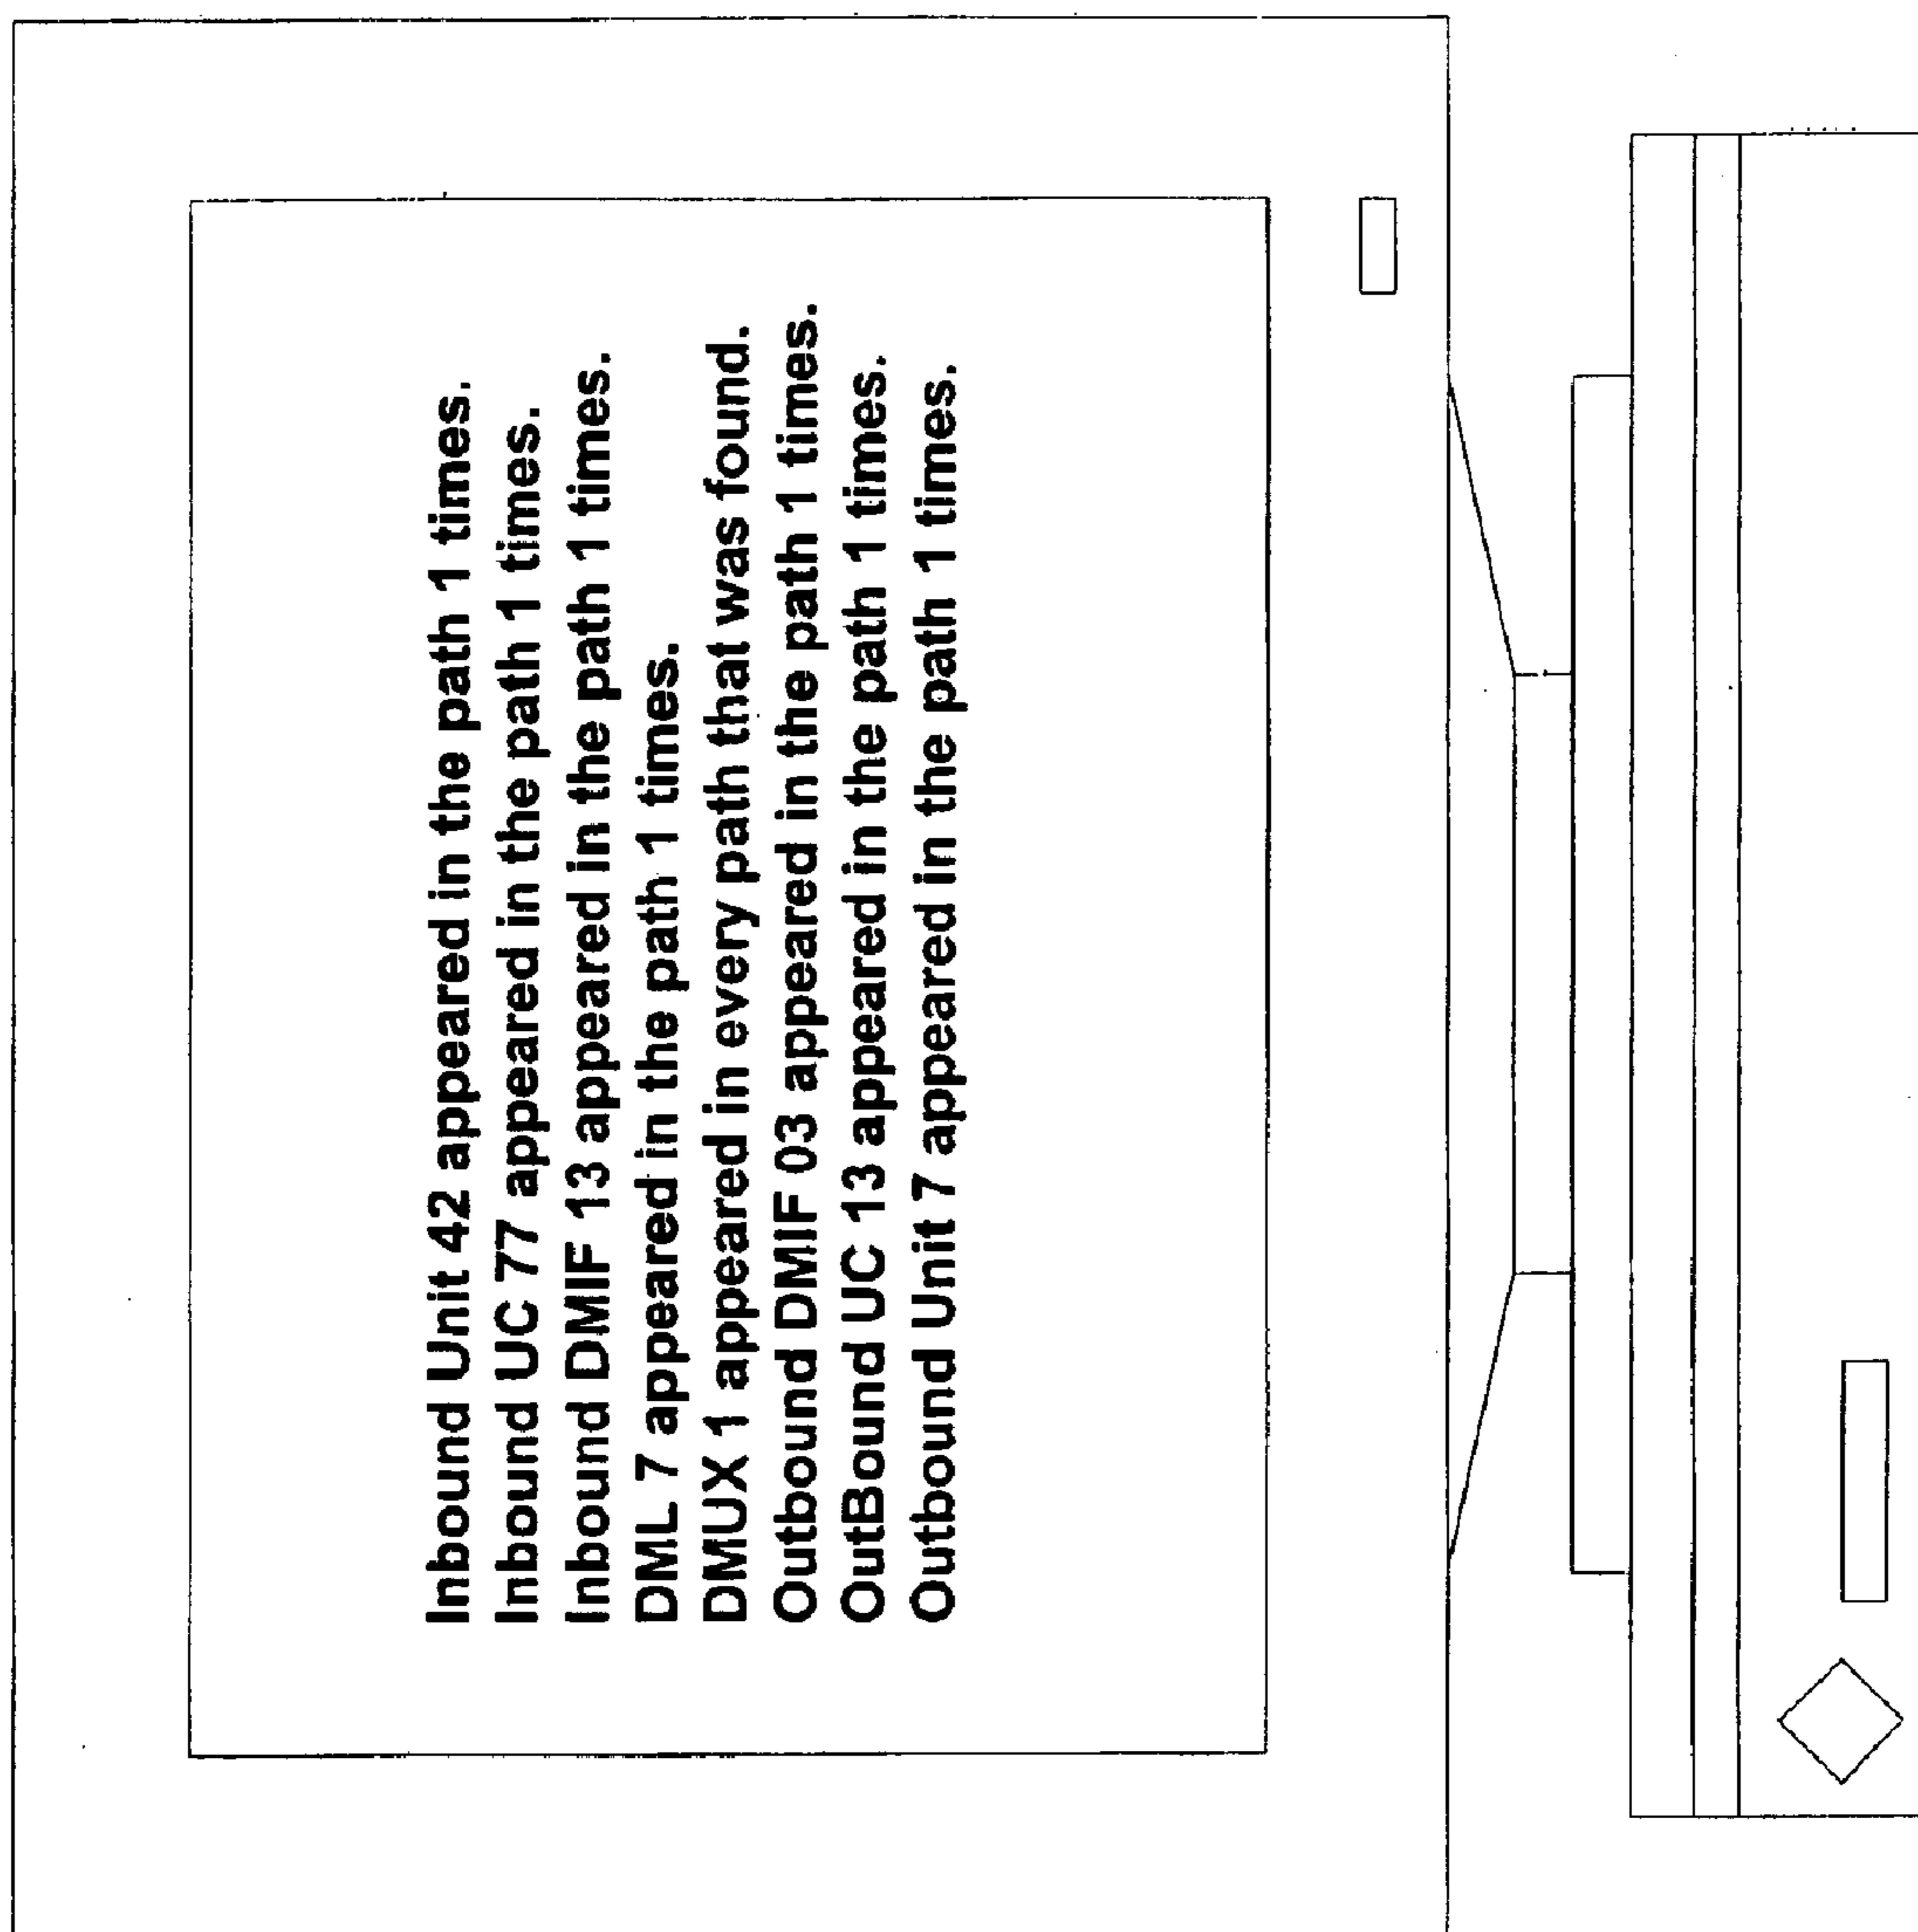 Inbound Unit 42 appeared in the path 1 times.
Inbound UC 77 appeared in the path 1 times.
Inbound DMIF 13 appeared in the path 1 times.
DML 7 appeared in the path 1 times.
DMUX 1 appeared in every path that was found.
Outbound DMIF 03 appeared in the path 1 times.
OutBound UC 13 appeared in the path 1 times.
Outbound Unit 7 appeared in the path 1 times.